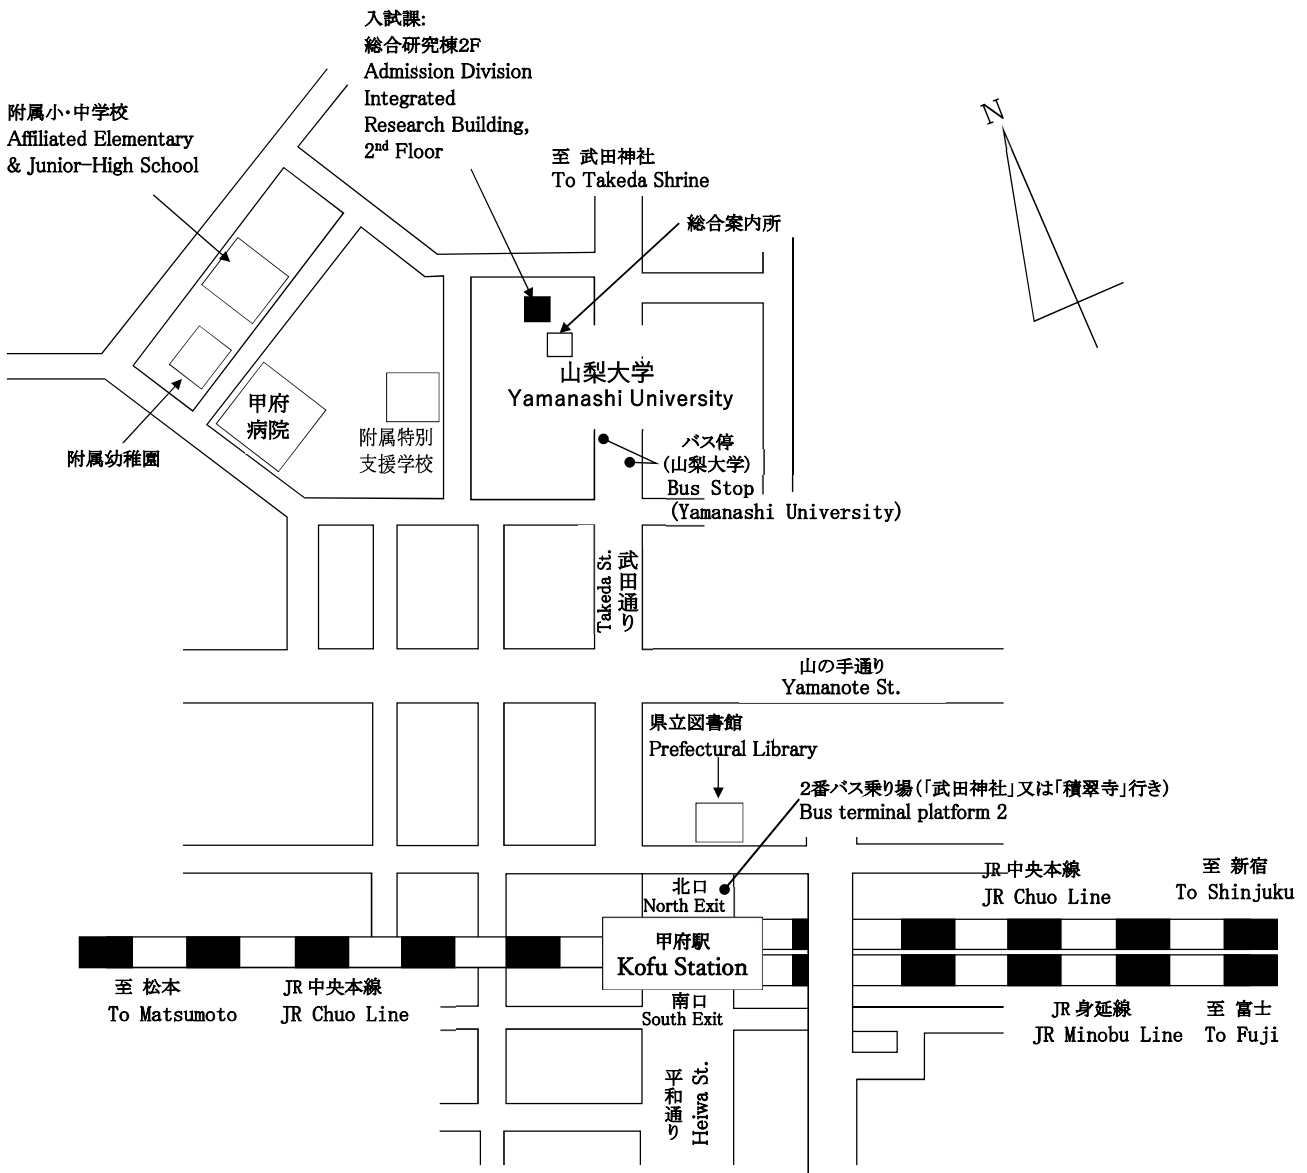 入試課:
総合研究棟2F
Admission Division
Integrated
Research Building,
2nd Floor
附属小・中学校
Affiliated Elementary
& Junior-High School
至 武田神社
To Takeda Shrine
N
総合案内所
山梨大学
Yamanashi University
甲府
病院
附属特別
支援学校
附属幼稚園
バス停
(山梨大学)
Bus Stop
(Yamanashi University)
武田通り
Takeda St.
山の手通り
Yamanote St.
県立図書館
Prefectural Library
2番バス乗り場(「武田神社」又は「積翠寺」行き)
Bus terminal platform 2
北口
North Exit
JR 中央本線
JR Chuo Line
至 新宿
To Shinjuku
甲府駅
Kofu Station
至 松本
To Matsumoto
JR 中央本線
JR Chuo Line
南口
South Exit
JR 身延線
JR Minobu Line
至 富士
To Fuji
平和通り
Heiwa St.